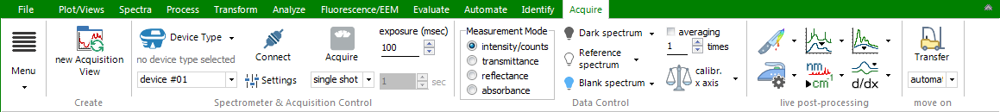 File Plot/Views Spectra Process Transform Analyze Fluorescence/EEM Evaluate Automate Identify Acquire
Menu
new Acquisition
View
Create
Device Type
no device type selected
device #01
Connect
Settings
Acquire
single shot
exposure (msec)
100
1 sec
Spectrometer & Acquisition Control
Measurement Mode
intensity/counts
transmittance
reflectance
absorbance
Dark spectrum
Reference
spectrum
Blank spectrum
averaging
1 times
calibr.
x axis
Data Control
nm
cm⁻¹
d/dx
live post-processing
Transfer
automat
move on